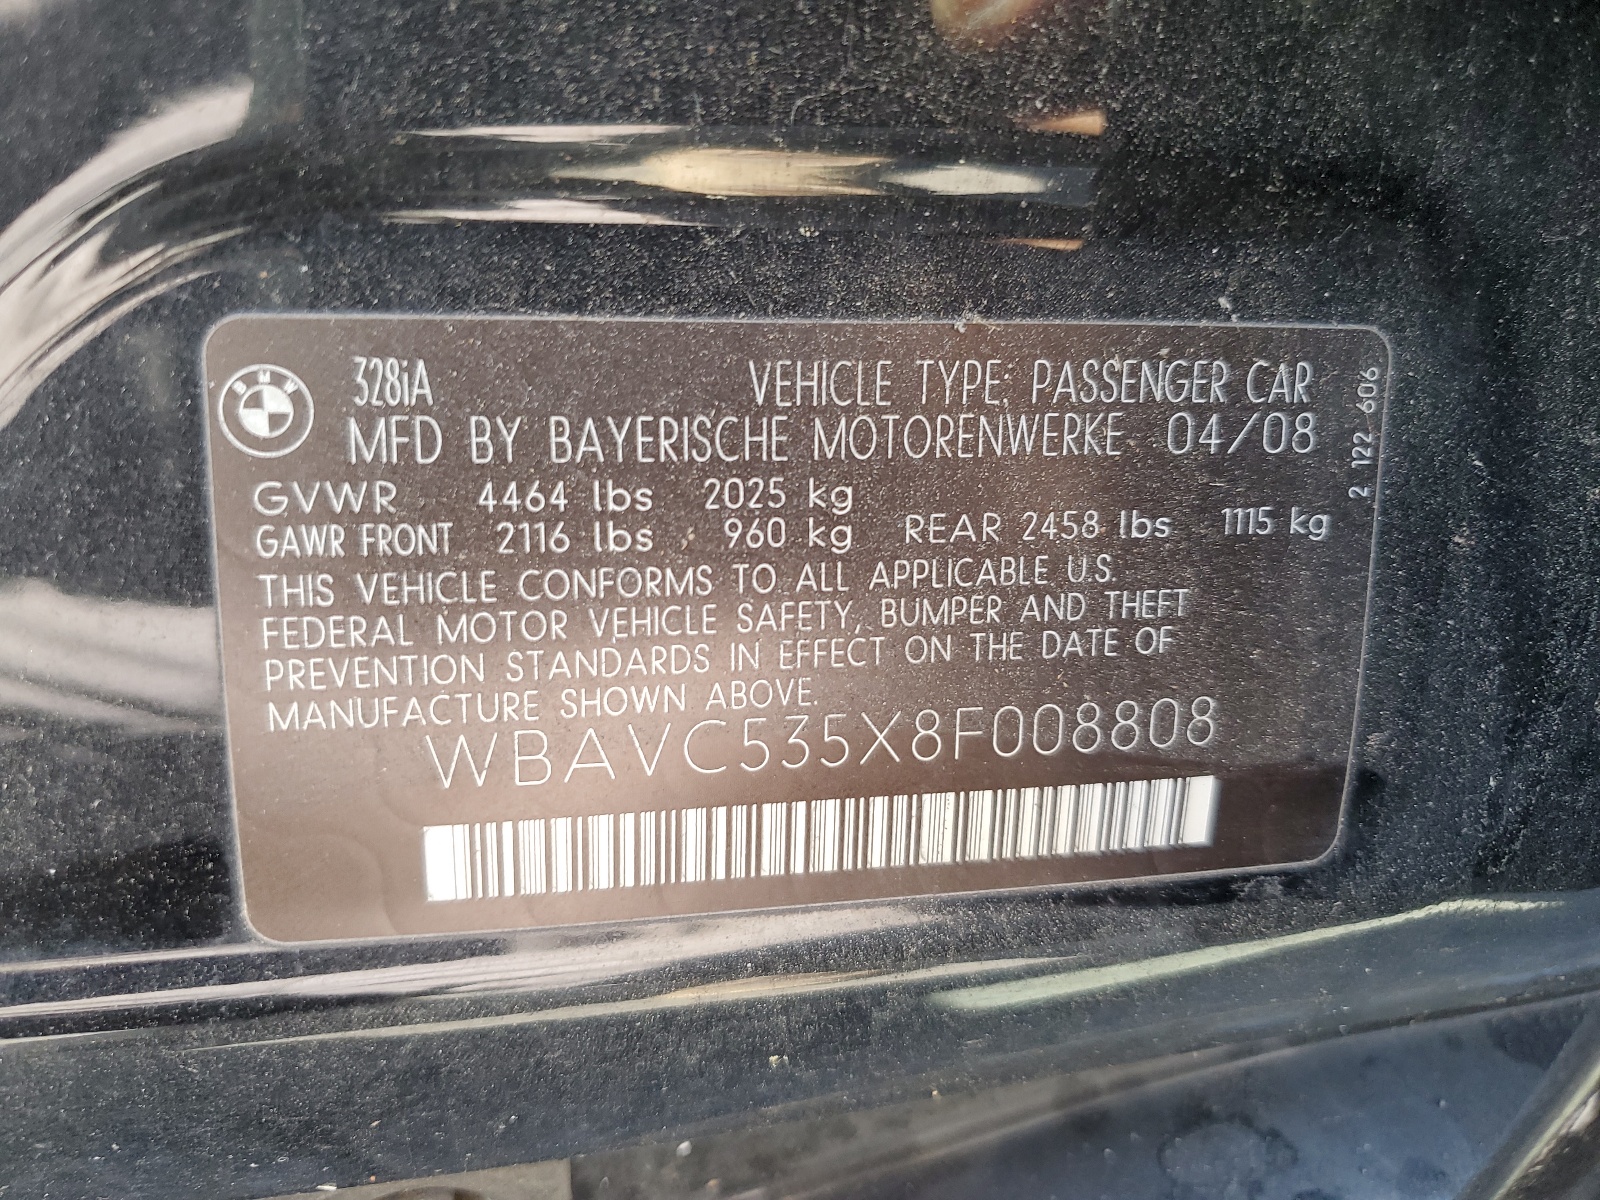 BMW
328iA VEHICLE TYPE: PASSENGER CAR
MFD BY BAYERISCHE MOTORENWERKE 04/08
GVWR 4464 lbs 2025 kg
GAWR FRONT 2116 lbs 960 kg REAR 2458 lbs 1115 kg
THIS VEHICLE CONFORMS TO ALL APPLICABLE U.S.
FEDERAL MOTOR VEHICLE SAFETY, BUMPER AND THEFT
PREVENTION STANDARDS IN EFFECT ON THE DATE OF
MANUFACTURE SHOWN ABOVE.
WBAVC535X8F008808
2 122 606